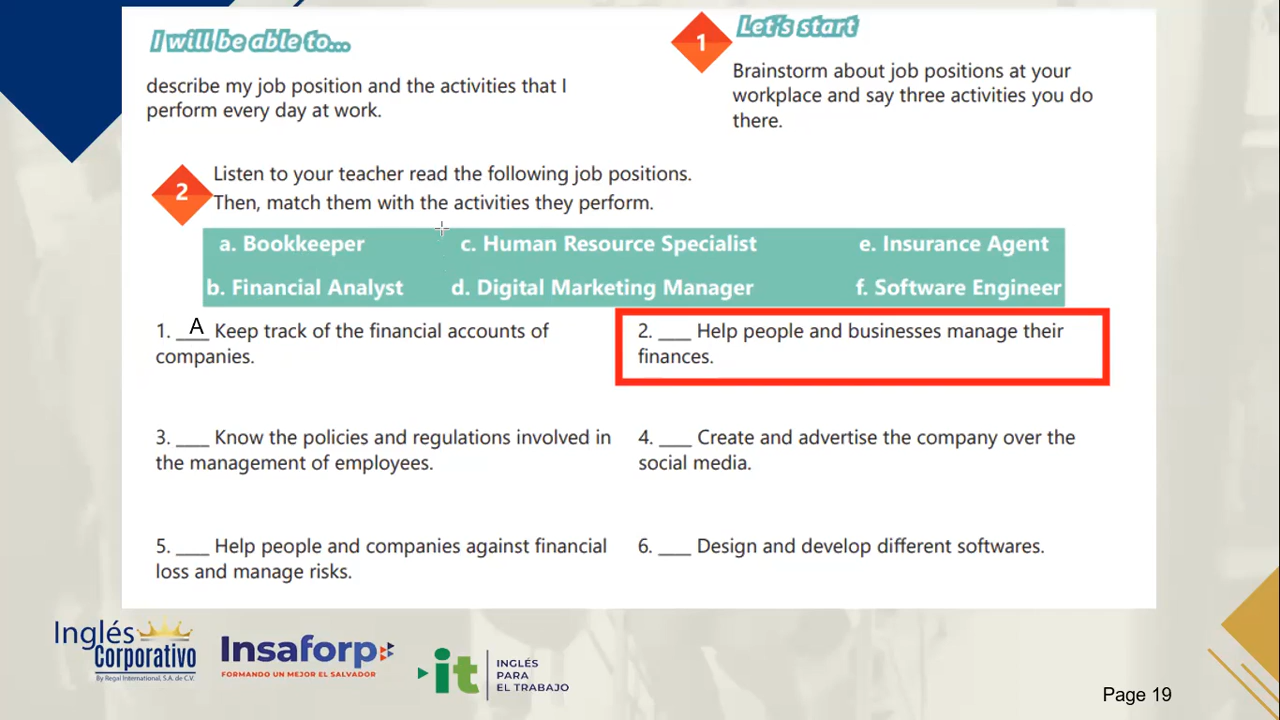 I will be able to...
describe my job position and the activities that I
perform every day at work.
1
Let's start
Brainstorm about job positions at your
workplace and say three activities you do
there.
2
Listen to your teacher read the following job positions.
Then, match them with the activities they perform.
a. Bookkeeper
c. Human Resource Specialist
e. Insurance Agent
b. Financial Analyst
d. Digital Marketing Manager
f. Software Engineer
1. A Keep track of the financial accounts of
companies.
2. ___ Help people and businesses manage their
finances.
3. ___ Know the policies and regulations involved in
the management of employees.
4. ___ Create and advertise the company over the
social media.
5. ___ Help people and companies against financial
loss and manage risks.
6. ___ Design and develop different softwares.
Inglés
Corporativo
By Regal International, S.A. de C.V.
Insaforp
FORMANDO UN MEJOR EL SALVADOR
it
INGLÉS
PARA
EL TRABAJO
Page 19